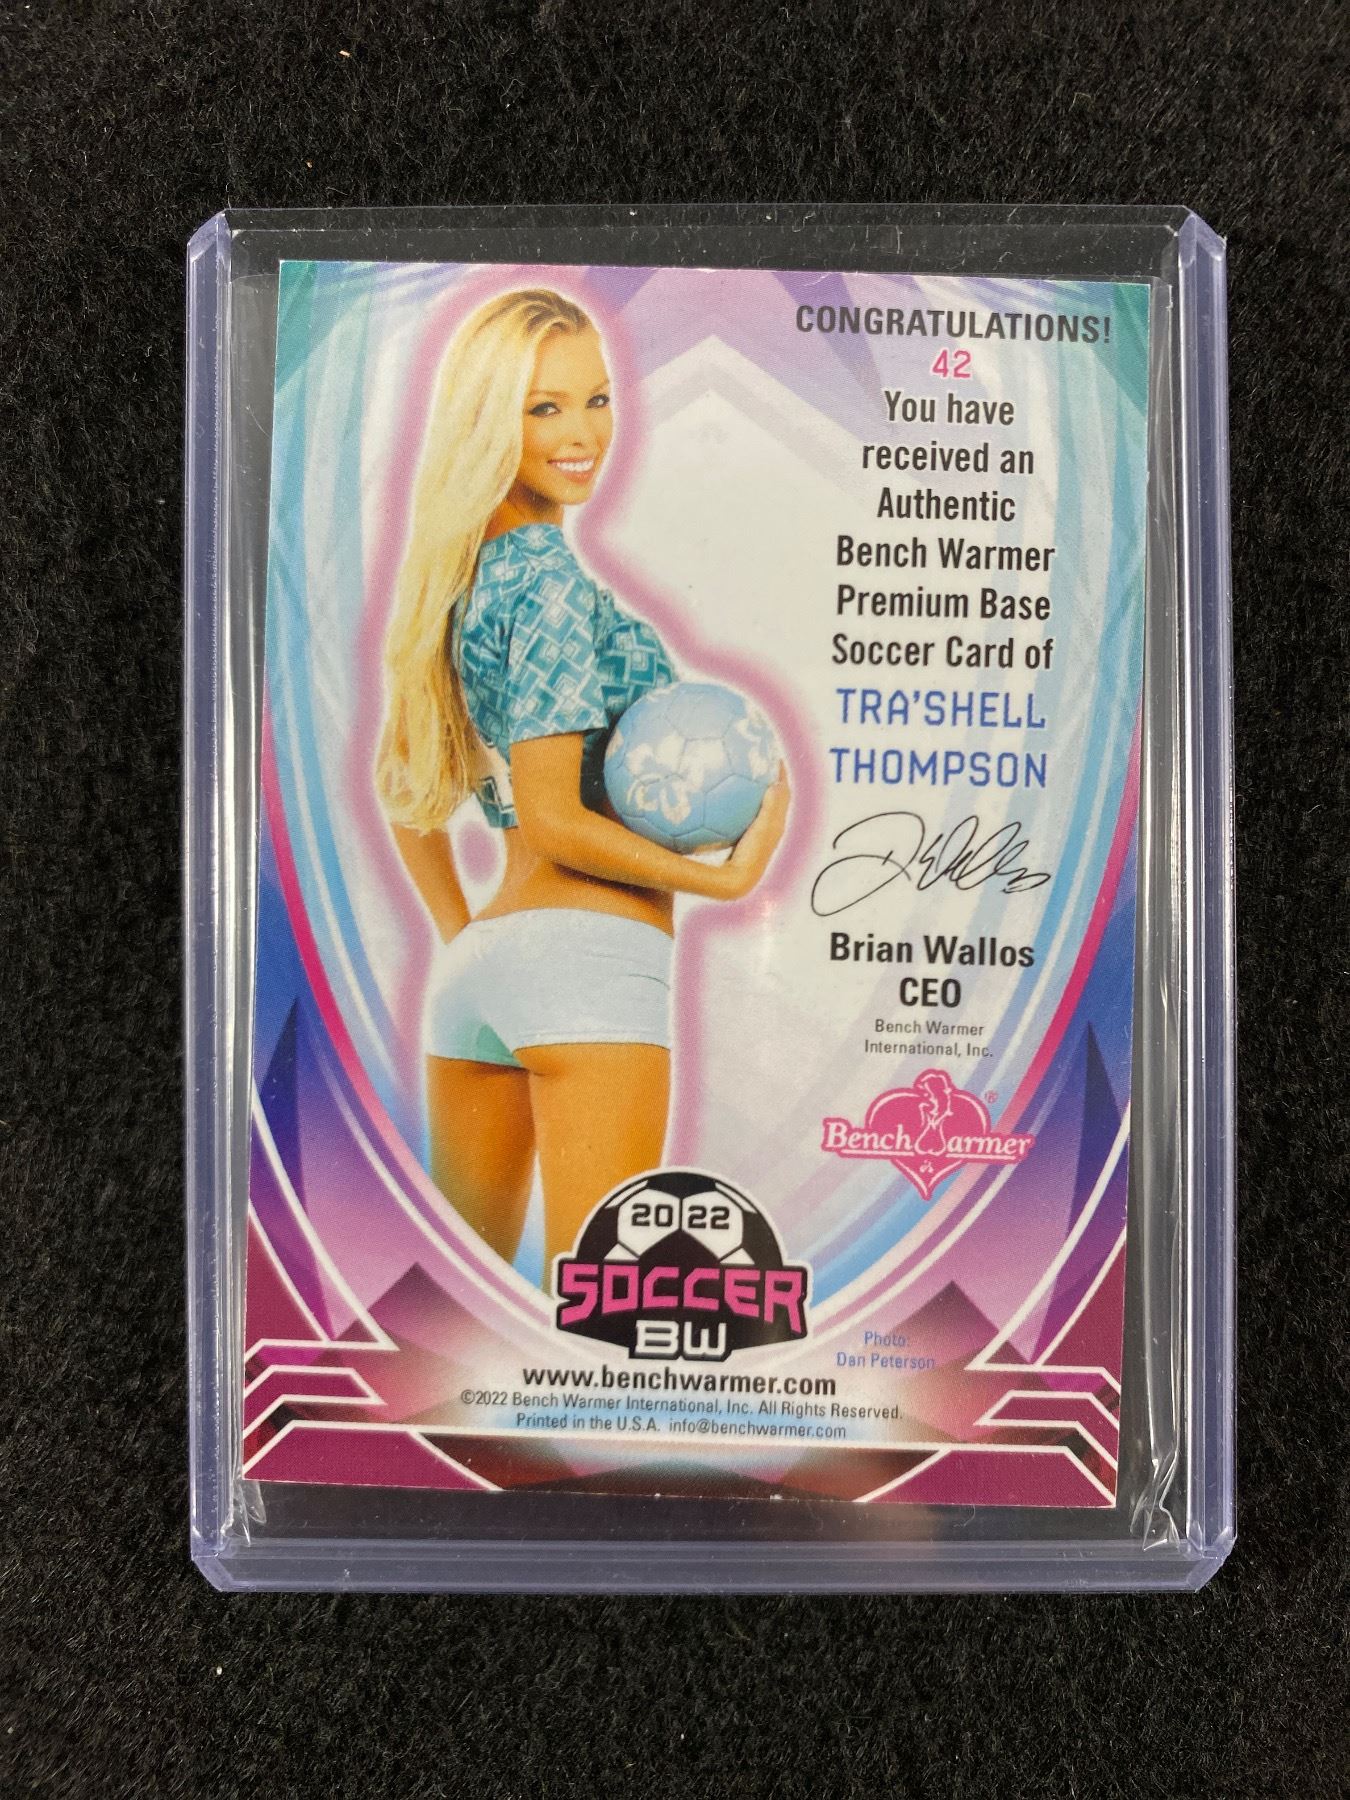 CONGRATULATIONS!
42
You have
received an
Authentic
Bench Warmer
Premium Base
Soccer Card of
TRA'SHELL
THOMPSON
Brian Wallos
CEO
Bench Warmer
International, Inc.
BenchWarmer®
2022
SOCCER
BW
Photo:
Dan Peterson
www.benchwarmer.com
©2022 Bench Warmer International, Inc. All Rights Reserved.
Printed in the U.S.A. info@benchwarmer.com